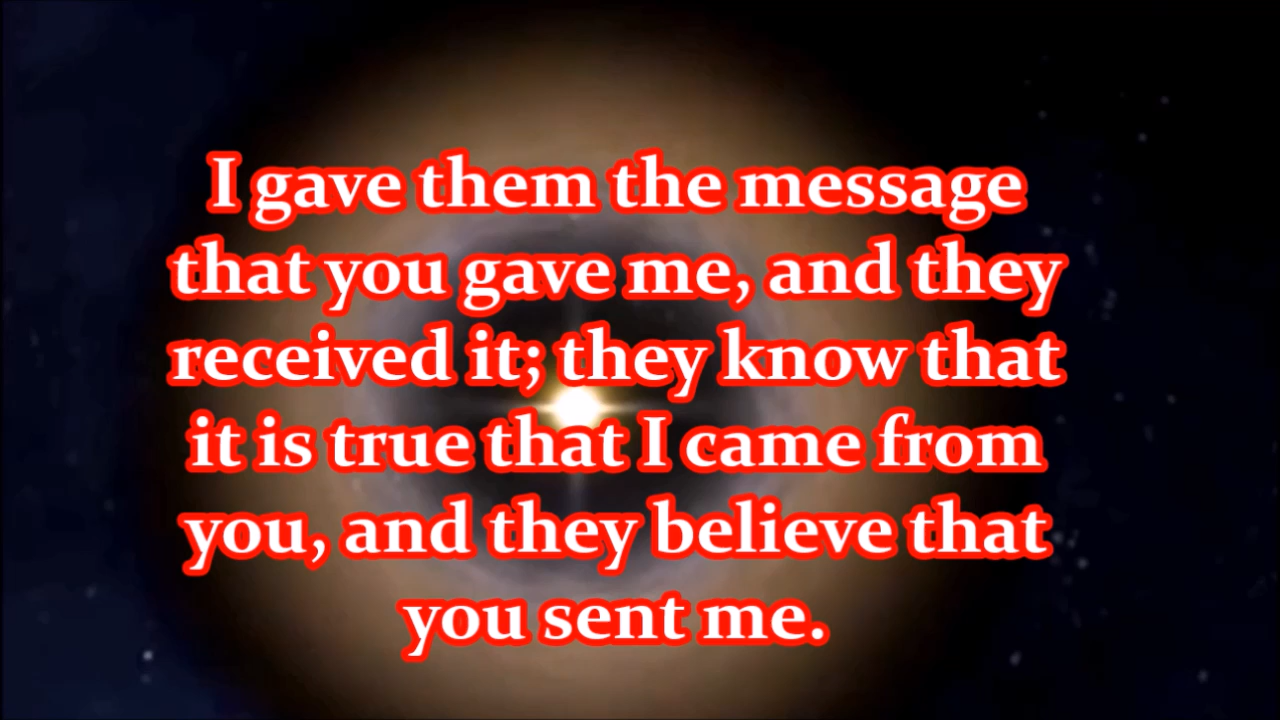 I gave them the message
that you gave me, and they
received it; they know that
it is true that I came from
you, and they believe that
you sent me.